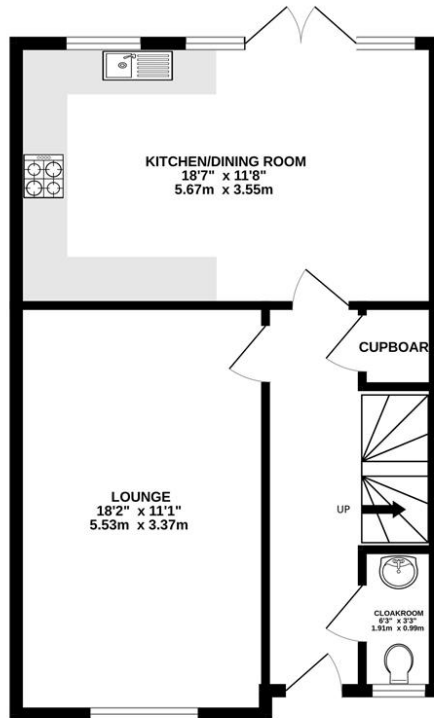 KITCHEN/DINING ROOM
18'7" x 11'8"
5.67m x 3.55m
CUPBOAR
LOUNGE
18'2" x 11'1"
5.53m x 3.37m
UP
CLOAKROOM
6'3" x 3'3"
1.91m x 0.99m